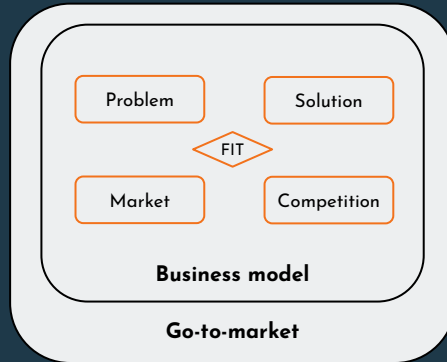 Problem
Solution
FIT
Market
Competition
Business model
Go-to-market